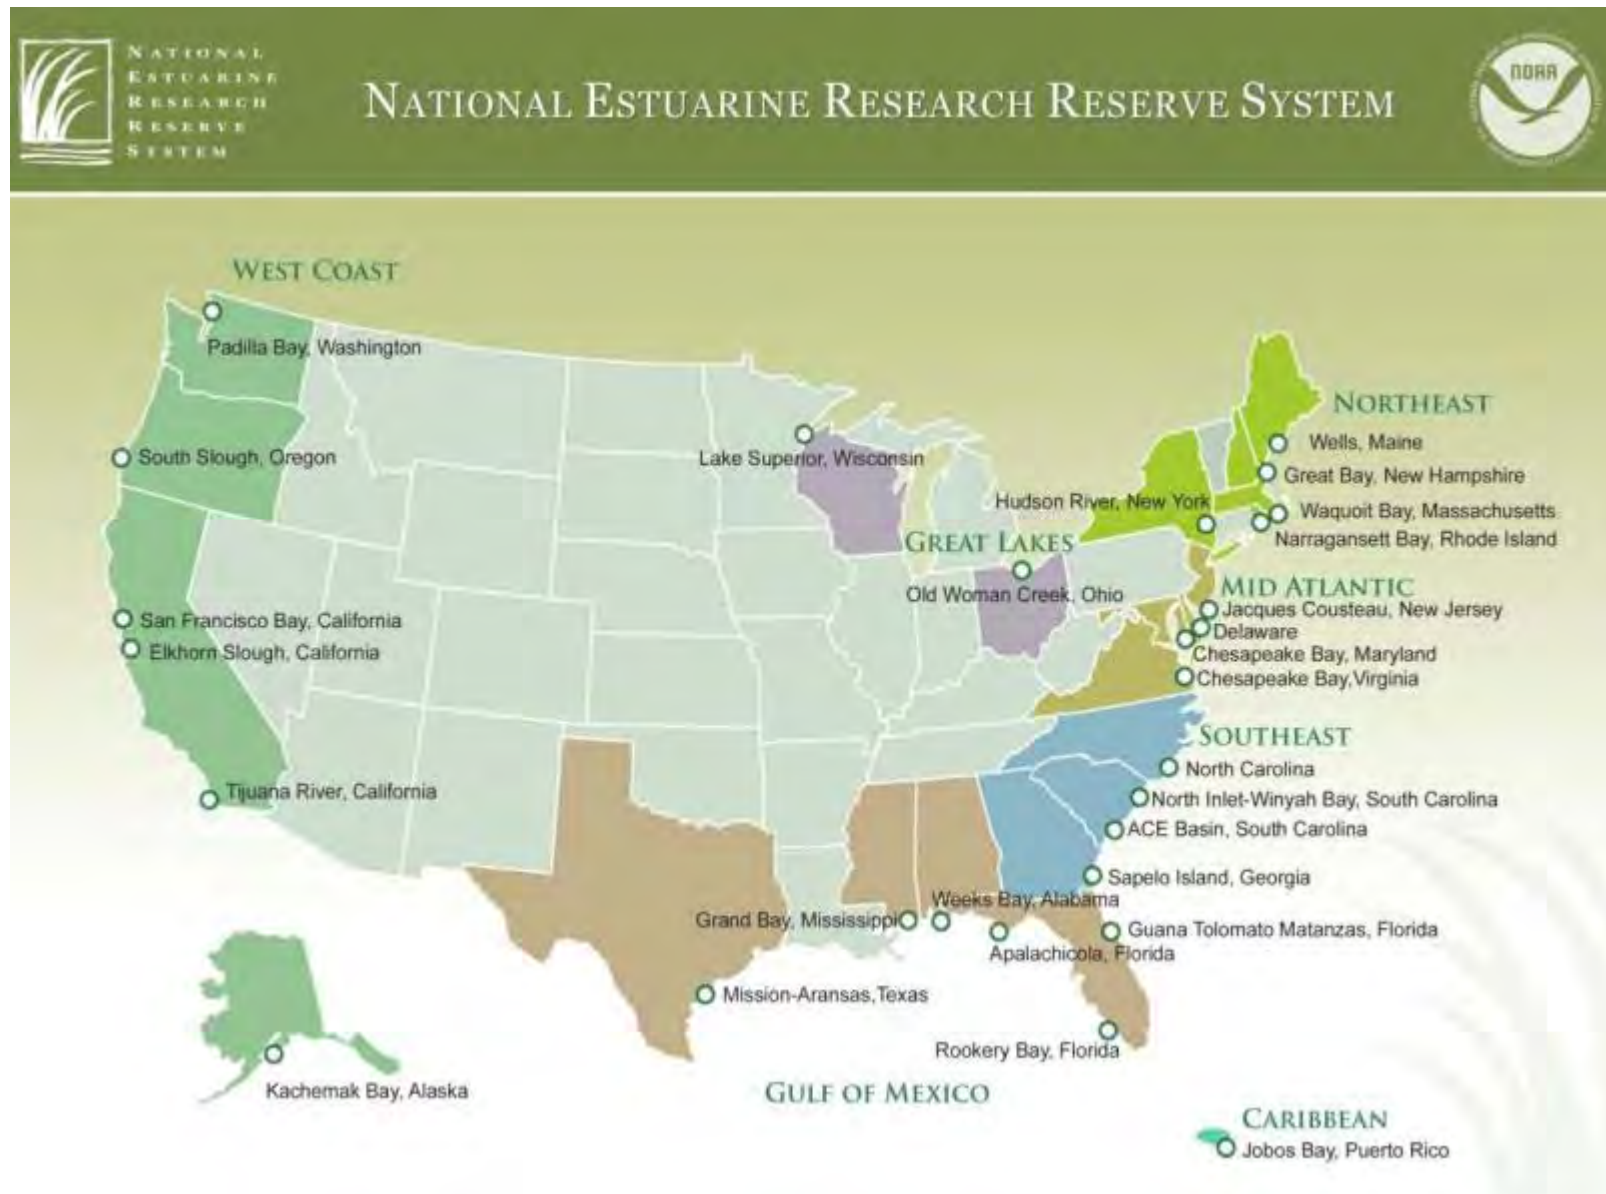 NATIONAL
ESTUARINE
RESEARCH
RESERVE
SYSTEM
NATIONAL ESTUARINE RESEARCH RESERVE SYSTEM
NOAA
WEST COAST
Padilla Bay, Washington
South Slough, Oregon
San Francisco Bay, California
Elkhorn Slough, California
Tijuana River, California
Kachemak Bay, Alaska
Lake Superior, Wisconsin
GREAT LAKES
Old Woman Creek, Ohio
Hudson River, New York
NORTHEAST
Wells, Maine
Great Bay, New Hampshire
Waquoit Bay, Massachusetts
Narragansett Bay, Rhode Island
MID ATLANTIC
Jacques Cousteau, New Jersey
Delaware
Chesapeake Bay, Maryland
Chesapeake Bay,Virginia
SOUTHEAST
North Carolina
North Inlet-Winyah Bay, South Carolina
ACE Basin, South Carolina
Sapelo Island, Georgia
Weeks Bay, Alabama
Grand Bay, Mississippi
Guana Tolomato Matanzas, Florida
Apalachicola, Florida
Mission-Aransas,Texas
Rookery Bay, Florida
GULF OF MEXICO
CARIBBEAN
Jobos Bay, Puerto Rico